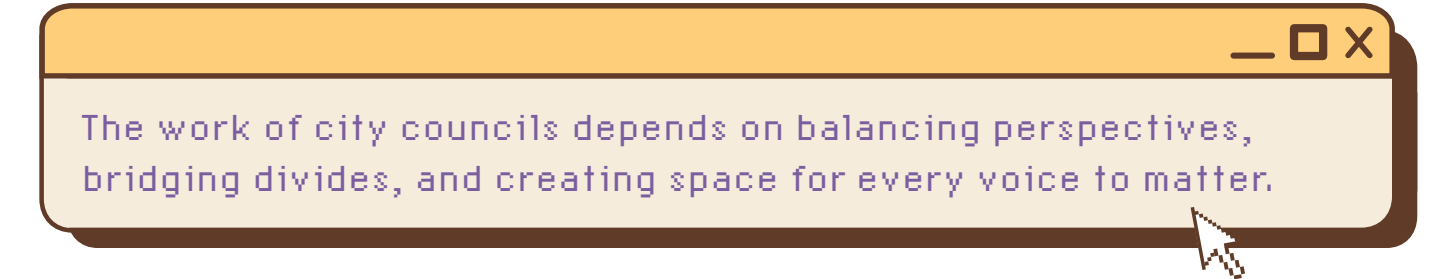 The work of city councils depends on balancing perspectives,
bridging divides, and creating space for every voice to matter.